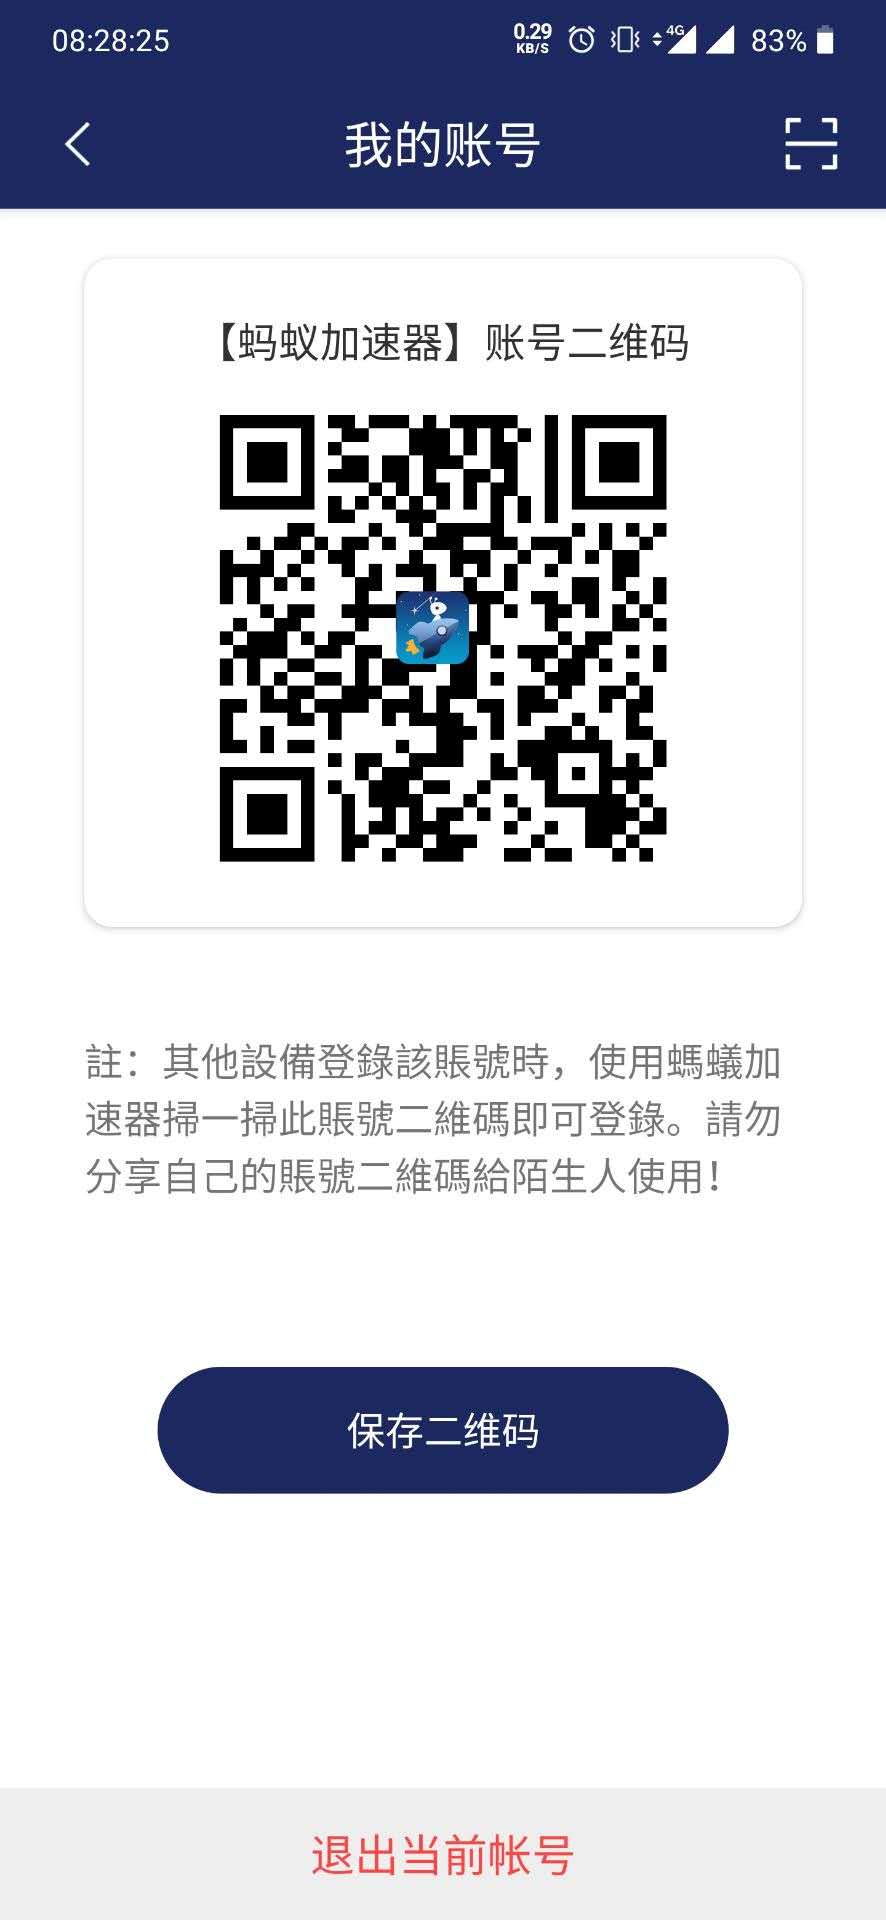 08:28:25
0.29
KB/S
4G
83%
我的账号
【蚂蚁加速器】账号二维码
註：其他設備登錄該賬號時，使用螞蟻加
速器掃一掃此賬號二維碼即可登錄。請勿
分享自己的賬號二維碼給陌生人使用！
保存二维码
退出当前帐号